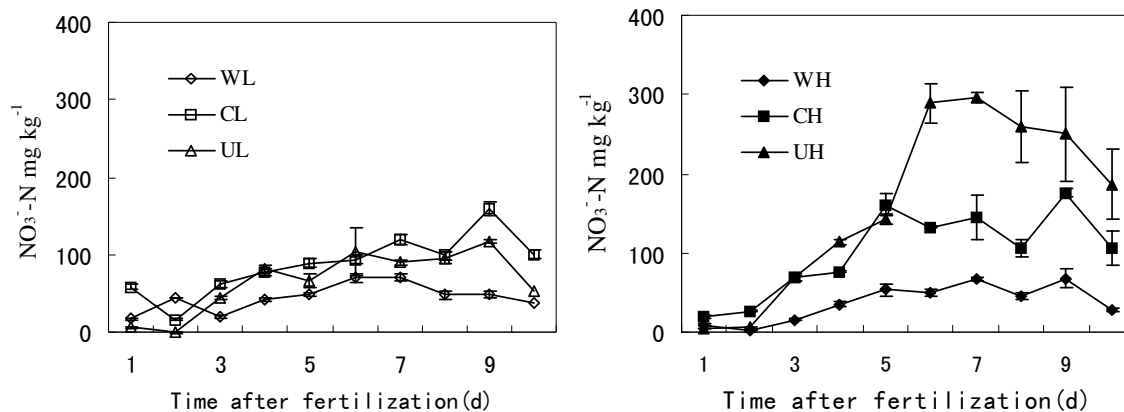 400
300
200
100
0
NO₃⁻-N mg kg⁻¹
WL
CL
UL
1 3 5 7 9
Time after fertilization(d)
400
300
200
100
0
NO₃⁻-N mg kg⁻¹
WH
CH
UH
1 3 5 7 9
Time after fertilization(d)